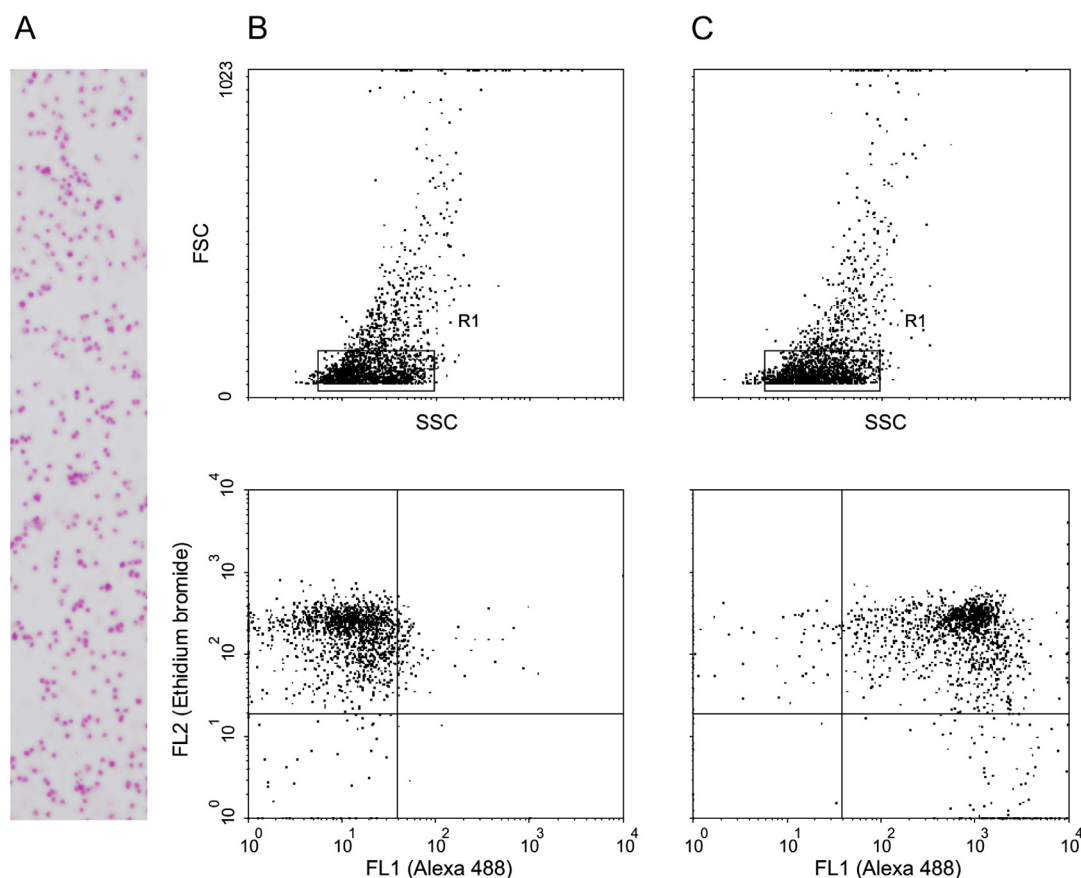 A
B
C
1023
FSC
0
R1
R1
SSC
SSC
10^4
10^3
10^2
10^1
10^0
FL2 (Ethidium bromide)
10^0 10^1 10^2 10^3 10^4
10^0 10^1 10^2 10^3 10^4
FL1 (Alexa 488)
FL1 (Alexa 488)